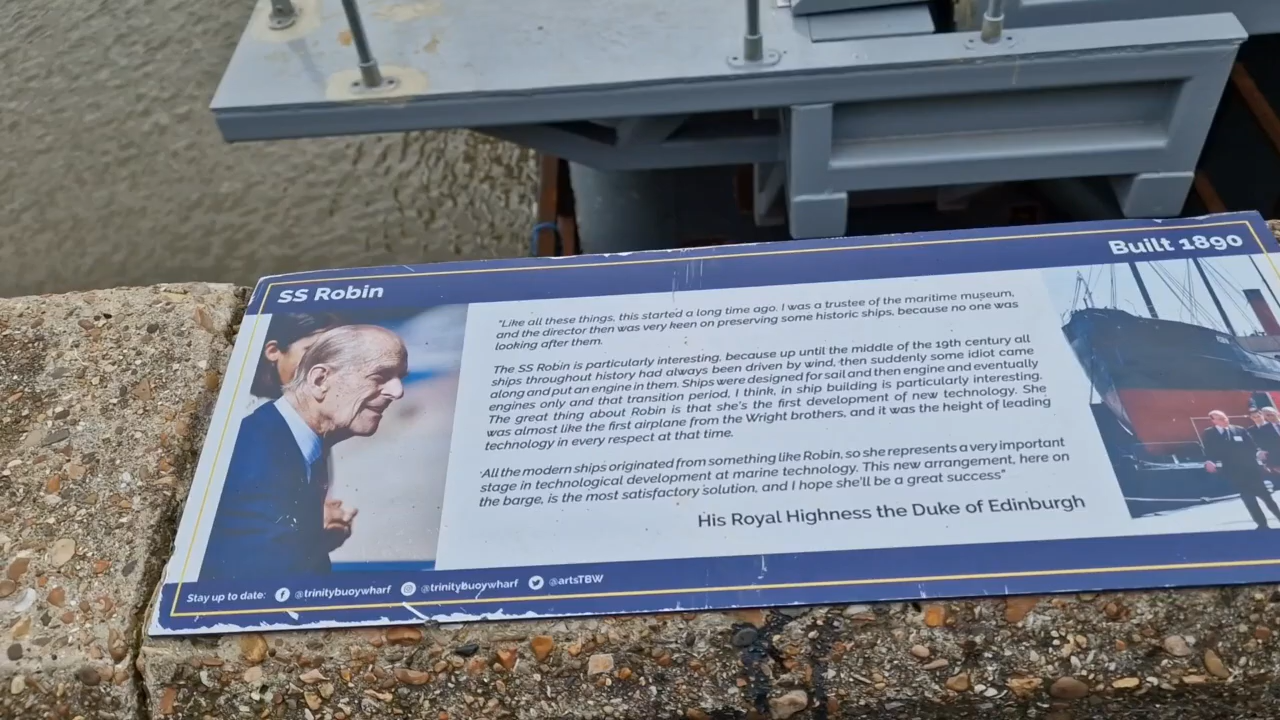 SS Robin
Built 1890
"Like all these things, this started a long time ago. I was a trustee of the maritime museum,
and the director then was very keen on preserving some historic ships, because no one was
looking after them.
The SS Robin is particularly interesting, because up until the middle of the 19th century all
ships throughout history had always been driven by wind, then suddenly some idiot came
along and put an engine in them. Ships were designed for sail and then engine and eventually
engines only and that transition period, I think, in ship building is particularly interesting.
The great thing about Robin is that she's the first development of new technology. She
was almost like the first airplane from the Wright brothers, and it was the height of leading
technology in every respect at that time.
'All the modern ships originated from something like Robin, so she represents a very important
stage in technological development at marine technology. This new arrangement, here on
the barge, is the most satisfactory solution, and I hope she'll be a great success"
His Royal Highness the Duke of Edinburgh
Stay up to date: @trinitybuoywharf @trinitybuoywharf @artsTBW